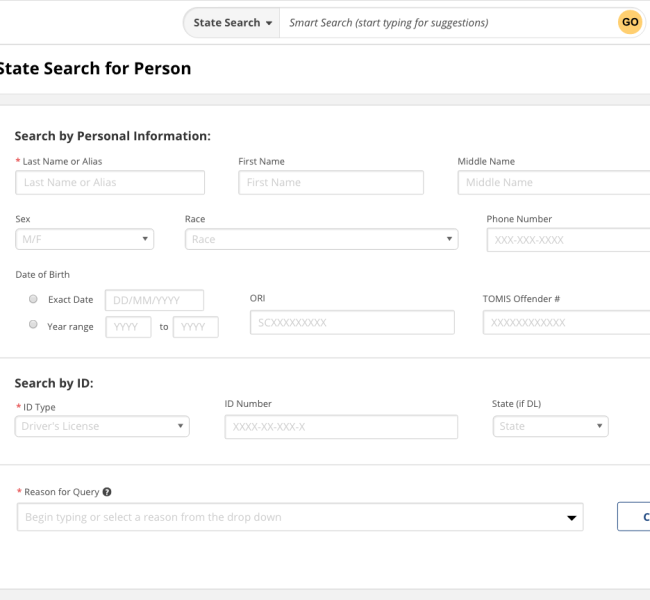 State Search Smart Search (start typing for suggestions) GO
State Search for Person
Search by Personal Information:
* Last Name or Alias First Name Middle Name
Last Name or Alias First Name Middle Name
Sex Race Phone Number
M/F Race XXX-XXX-XXXX
Date of Birth
Exact Date DD/MM/YYYY ORI TOMIS Offender #
Year range YYYY to YYYY SCXXXXXXXXX XXXXXXXXXXXX
Search by ID:
* ID Type ID Number State (if DL)
Driver's License XXXX-XX-XXX-X State
* Reason for Query ?
Begin typing or select a reason from the drop down C